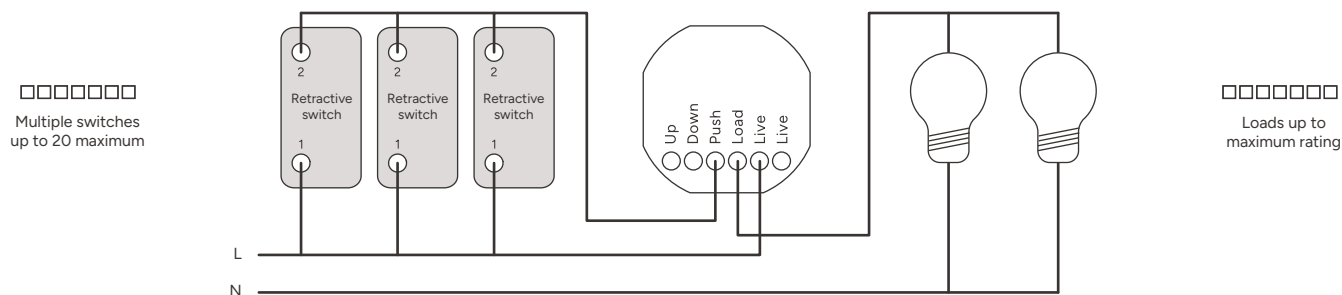 2
2
2
Retractive
switch
Retractive
switch
Retractive
switch
1
1
1
Multiple switches
up to 20 maximum
Up
Down
Push
Load
Live
Live
Loads up to
maximum rating
L
N